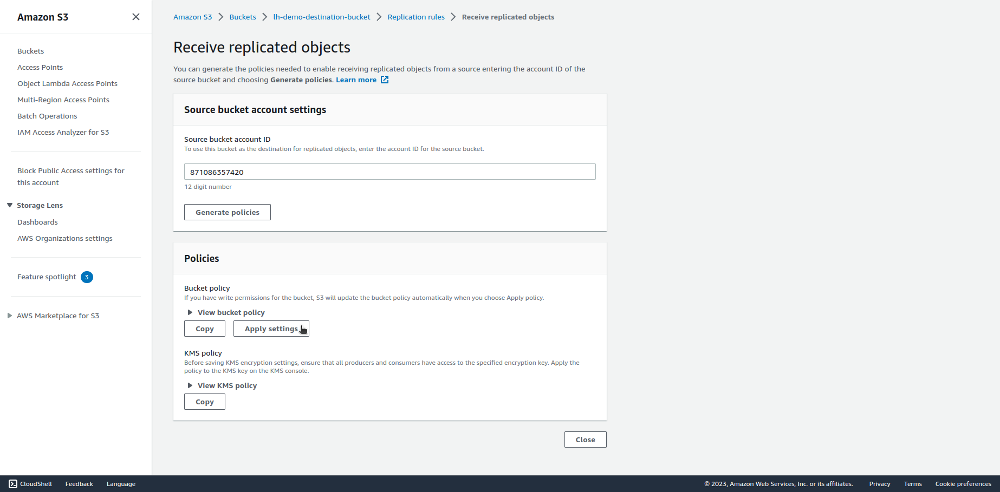 Amazon S3
Buckets
Access Points
Object Lambda Access Points
Multi-Region Access Points
Batch Operations
IAM Access Analyzer for S3
Block Public Access settings for
this account
Storage Lens
Dashboards
AWS Organizations settings
Feature spotlight 3
AWS Marketplace for S3
Amazon S3 Buckets lh-demo-destination-bucket Replication rules Receive replicated objects
Receive replicated objects
You can generate the policies needed to enable receiving replicated objects from a source entering the account ID of the
source bucket and choosing Generate policies. Learn more
Source bucket account settings
Source bucket account ID
To use this bucket as the destination for replicated objects, enter the account ID for the source bucket.
871086357420
12 digit number
Generate policies
Policies
Bucket policy
If you have write permissions for the bucket, S3 will update the bucket policy automatically when you choose Apply policy.
View bucket policy
Copy Apply settings
KMS policy
Before saving KMS encryption settings, ensure that all producers and consumers have access to the specified encryption key. Apply the
policy to the KMS key on the KMS console.
View KMS policy
Copy
Close
CloudShell Feedback Language © 2023, Amazon Web Services, Inc. or its affiliates. Privacy Terms Cookie preferences